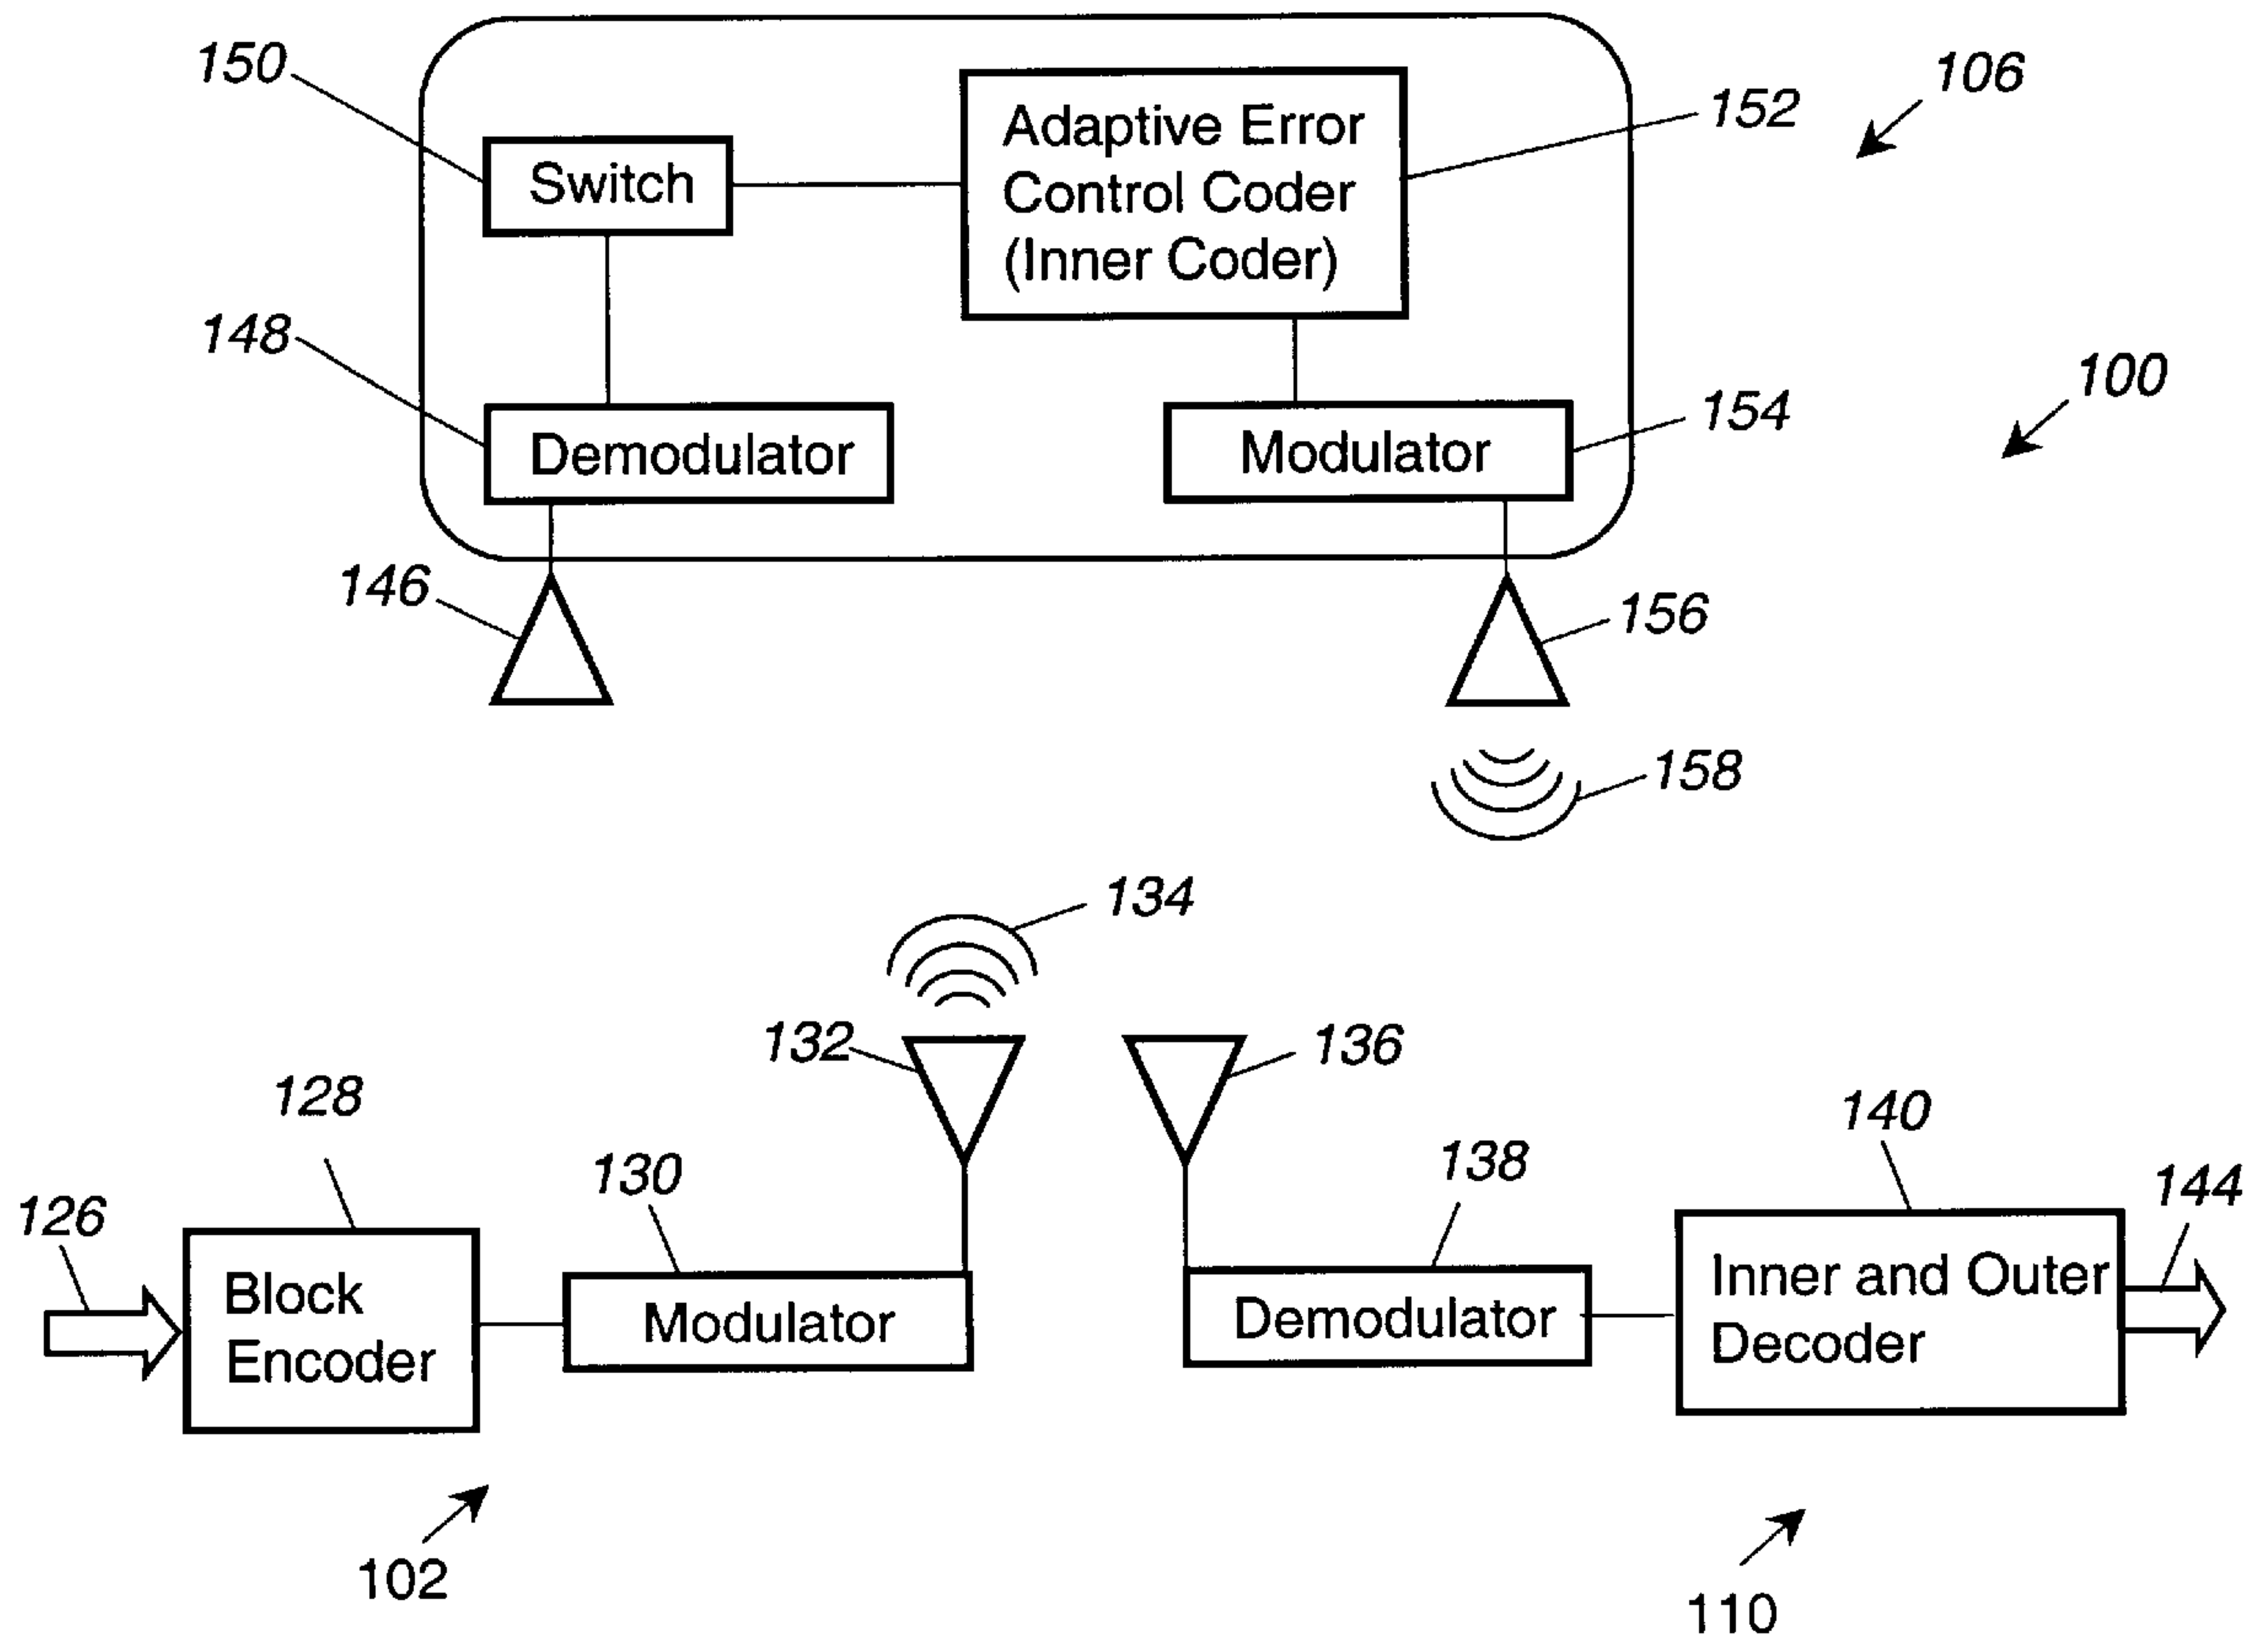 150
Switch
Adaptive Error
Control Coder
(Inner Coder)
152
106
148
Demodulator
Modulator
154
100
146
156
158
134
132
136
128
130
138
140
144
126
Block
Encoder
Modulator
Demodulator
Inner and Outer
Decoder
102
110